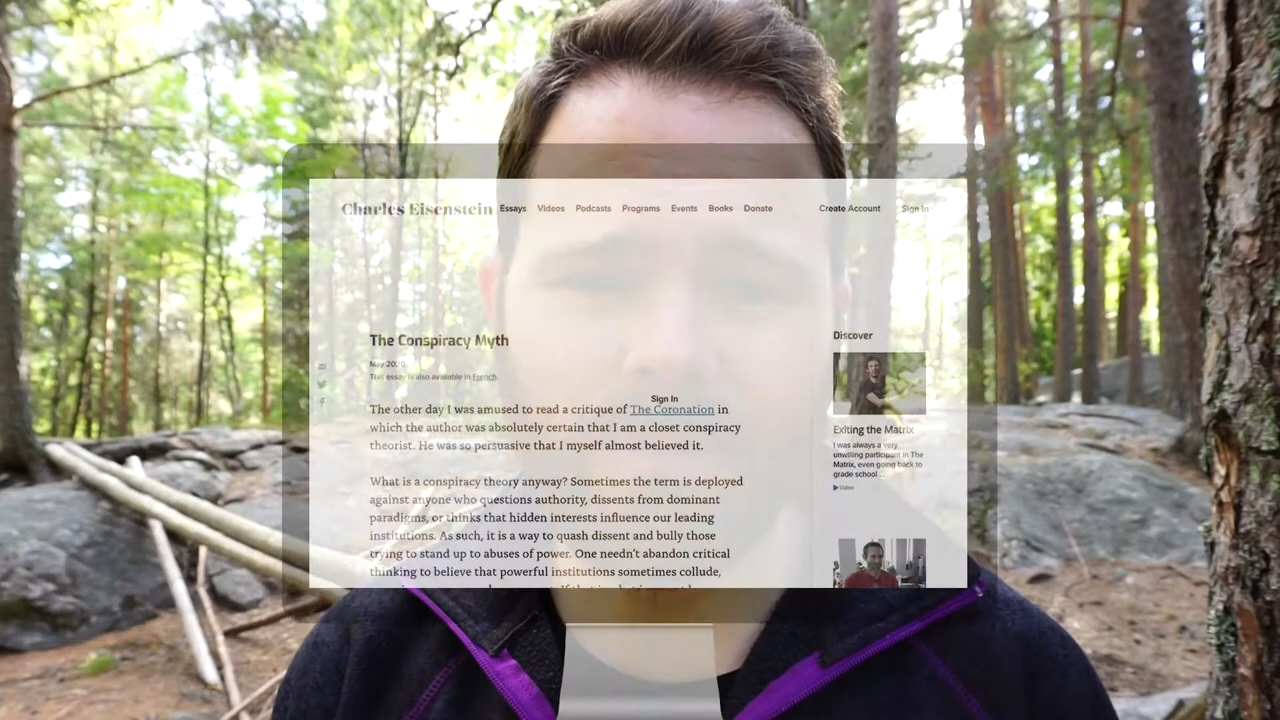 Charles Eisenstein Essays Videos Podcasts Programs Events Books Donate Create Account Sign In
The Conspiracy Myth
May 2020
This essay is also available in French.
Sign In
The other day I was amused to read a critique of The Coronation in
which the author was absolutely certain that I am a closet conspiracy
theorist. He was so persuasive that I myself almost believed it.
What is a conspiracy theory anyway? Sometimes the term is deployed
against anyone who questions authority, dissents from dominant
paradigms, or thinks that hidden interests influence our leading
institutions. As such, it is a way to quash dissent and bully those
trying to stand up to abuses of power. One needn't abandon critical
thinking to believe that powerful institutions sometimes collude,
Discover
Exiting the Matrix
I was always a very
unwilling participant in The
Matrix, even going back to
grade school ...
Video